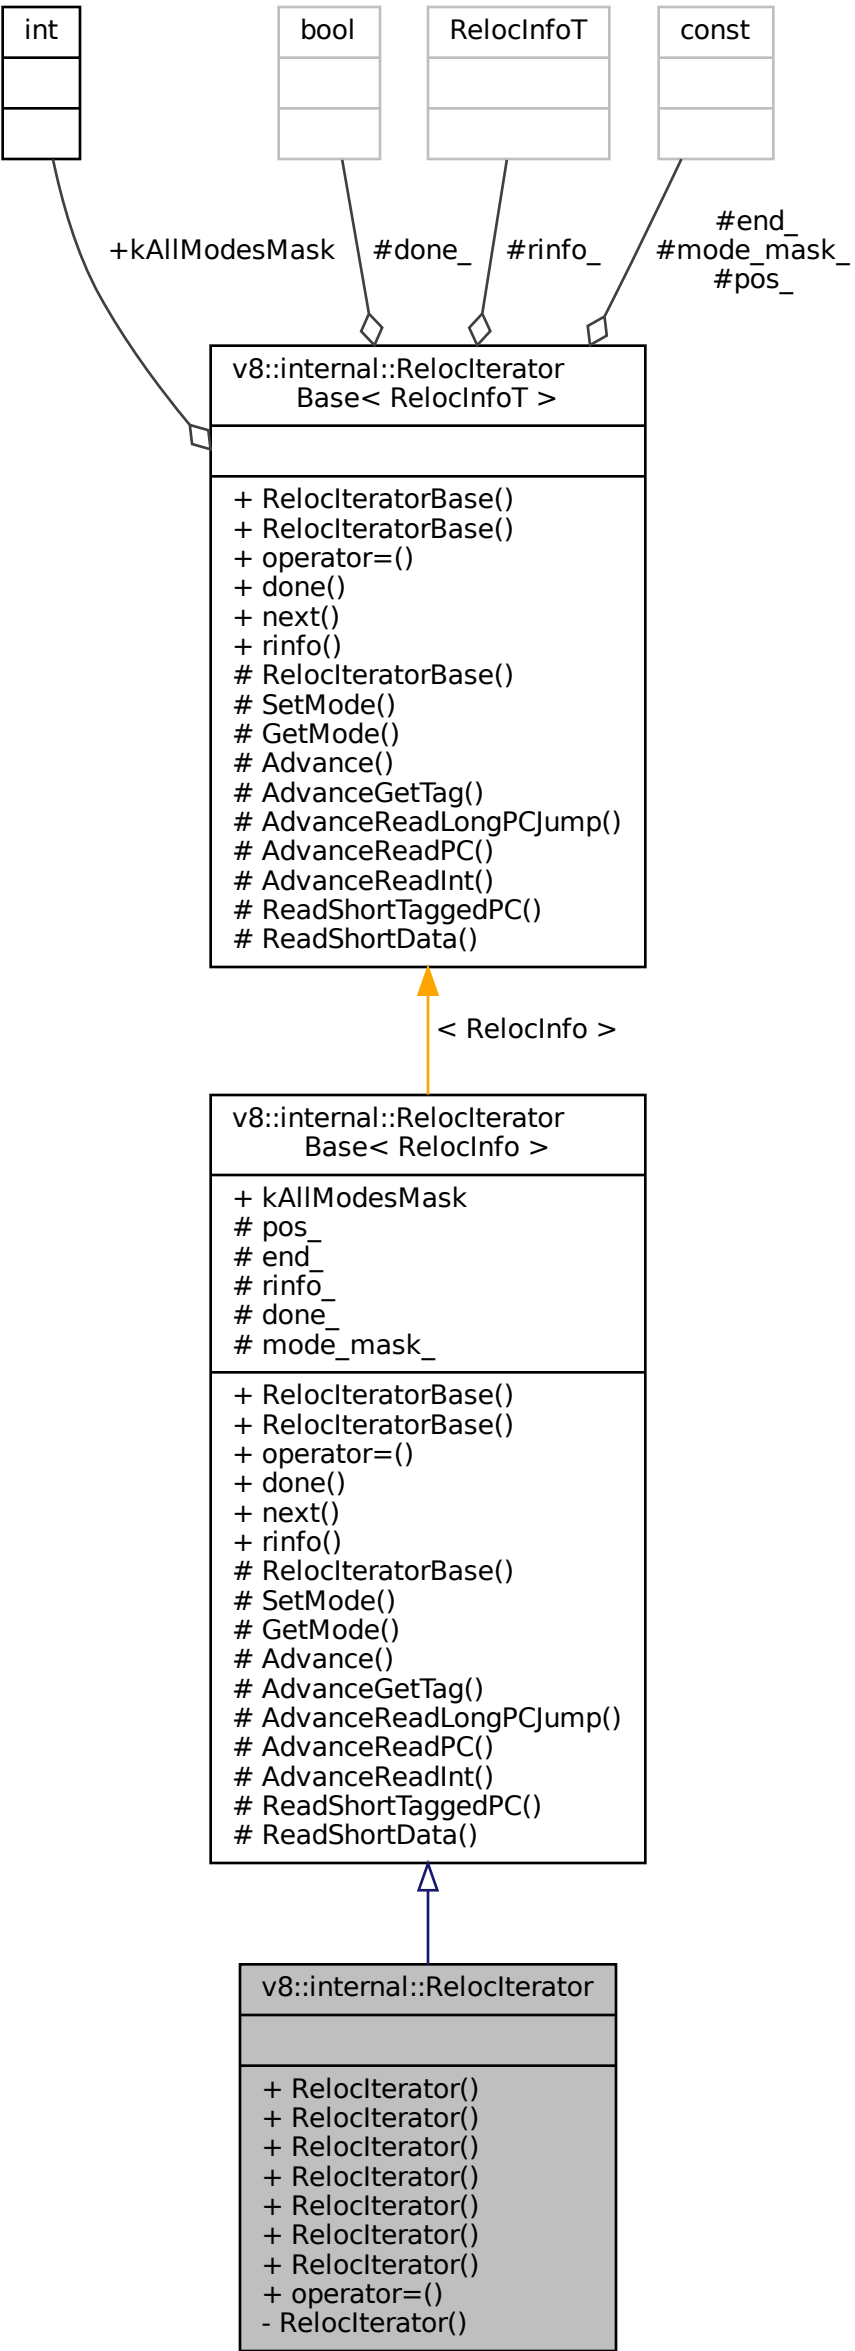 int
bool
RelocInfoT
const
+kAllModesMask
#done_
#rinfo_
#end_
#mode_mask_
#pos_
v8::internal::RelocIterator
Base< RelocInfoT >
+ RelocIteratorBase()
+ RelocIteratorBase()
+ operator=()
+ done()
+ next()
+ rinfo()
# RelocIteratorBase()
# SetMode()
# GetMode()
# Advance()
# AdvanceGetTag()
# AdvanceReadLongPCJump()
# AdvanceReadPC()
# AdvanceReadInt()
# ReadShortTaggedPC()
# ReadShortData()
< RelocInfo >
v8::internal::RelocIterator
Base< RelocInfo >
+ kAllModesMask
# pos_
# end_
# rinfo_
# done_
# mode_mask_
+ RelocIteratorBase()
+ RelocIteratorBase()
+ operator=()
+ done()
+ next()
+ rinfo()
# RelocIteratorBase()
# SetMode()
# GetMode()
# Advance()
# AdvanceGetTag()
# AdvanceReadLongPCJump()
# AdvanceReadPC()
# AdvanceReadInt()
# ReadShortTaggedPC()
# ReadShortData()
v8::internal::RelocIterator
+ RelocIterator()
+ RelocIterator()
+ RelocIterator()
+ RelocIterator()
+ RelocIterator()
+ RelocIterator()
+ RelocIterator()
+ operator=()
- RelocIterator()